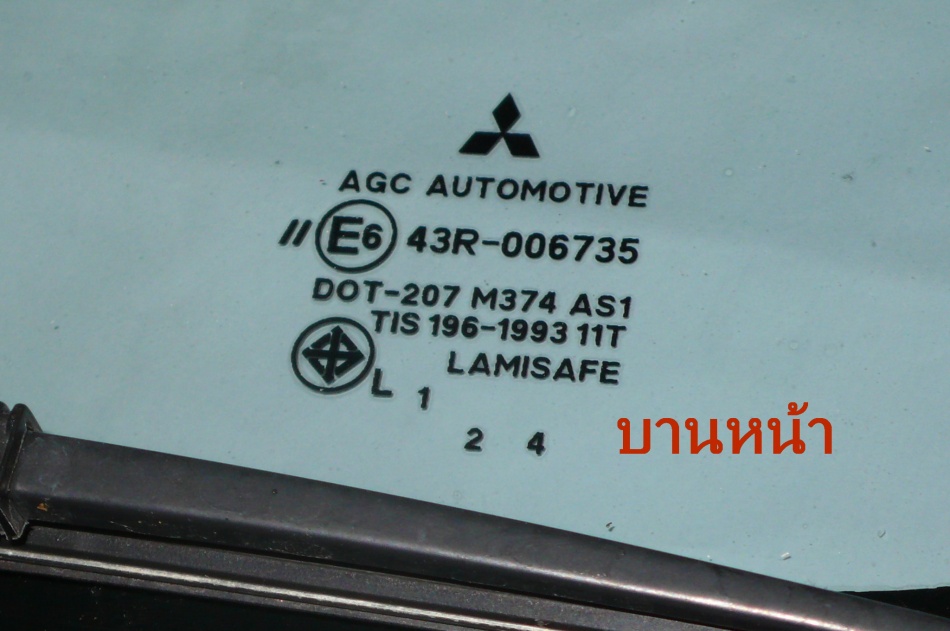 AGC AUTOMOTIVE
// E6 43R-006735
DOT-207 M374 AS1
TIS 196-1993 11T
LAMISAFE
L 1
2 4
บานหน้า